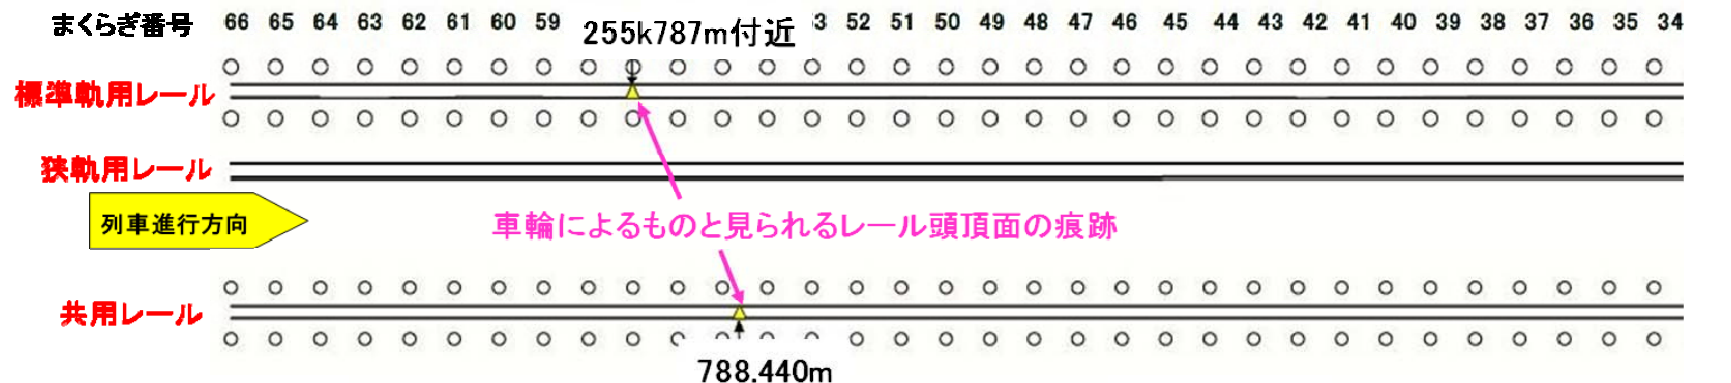 まくらぎ番号 66 65 64 63 62 61 60 59 52 51 50 49 48 47 46 45 44 43 42 41 40 39 38 37 36 35 34
255k787m付近
標準軌用レール
狭軌用レール
列車進行方向
車輪によるものと見られるレール頭頂面の痕跡
共用レール
788.440m